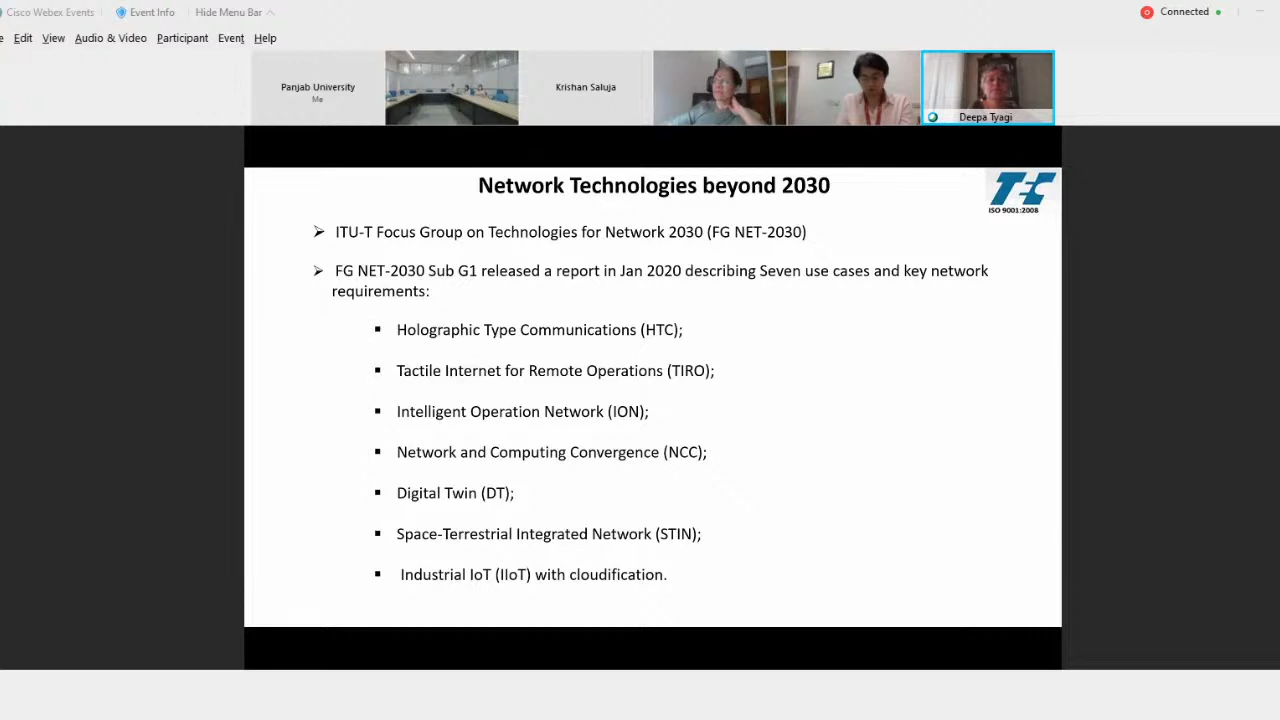 Cisco Webex Events
Event Info
Hide Menu Bar
Connected
Edit View Audio & Video Participant Event Help
Panjab University
Me
Krishan Saluja
Deepa Tyagi
Network Technologies beyond 2030
TEC
ISO 9001:2008
ITU-T Focus Group on Technologies for Network 2030 (FG NET-2030)
FG NET-2030 Sub G1 released a report in Jan 2020 describing Seven use cases and key network
requirements:
Holographic Type Communications (HTC);
Tactile Internet for Remote Operations (TIRO);
Intelligent Operation Network (ION);
Network and Computing Convergence (NCC);
Digital Twin (DT);
Space-Terrestrial Integrated Network (STIN);
Industrial IoT (IIoT) with cloudification.